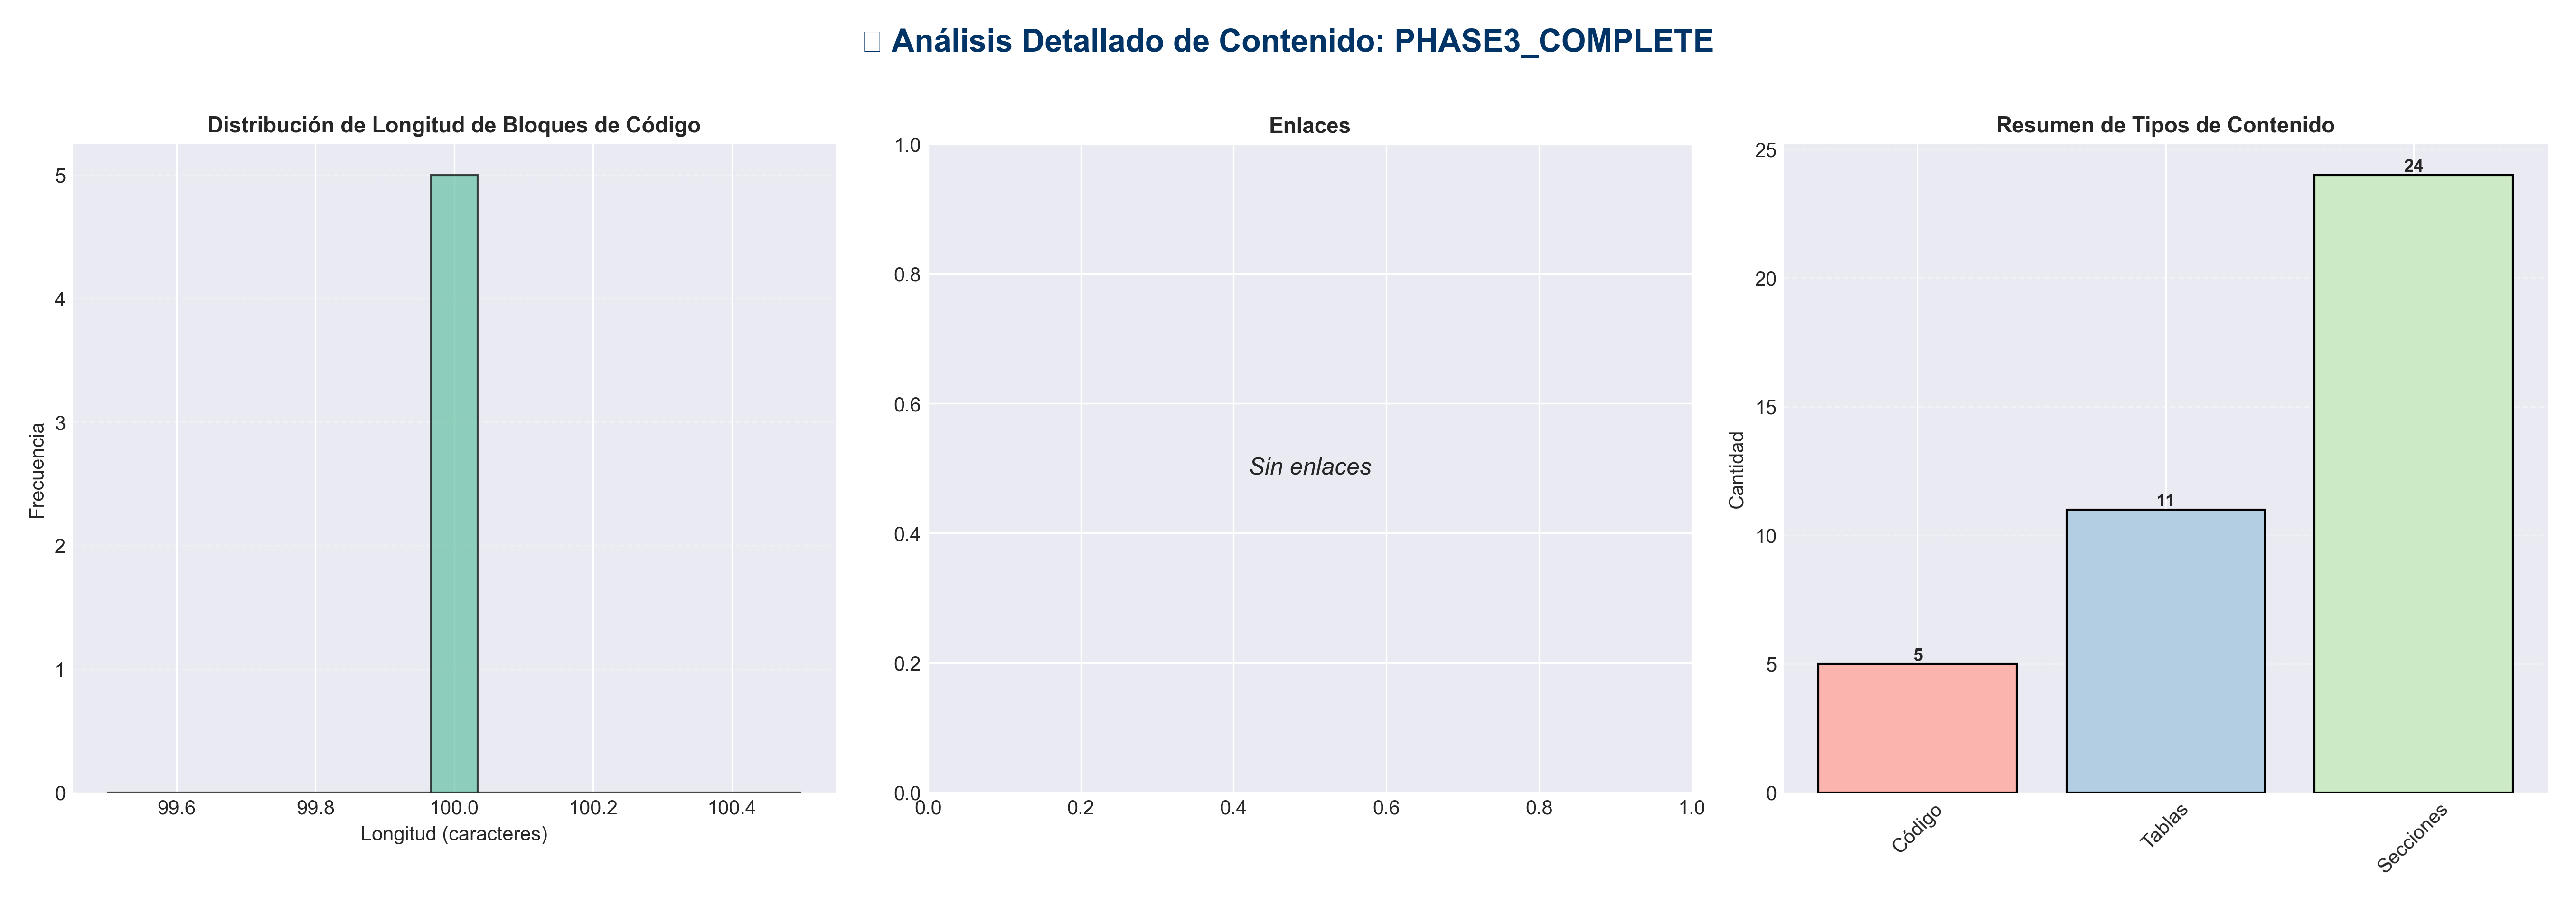 Análisis Detallado de Contenido: PHASE3_COMPLETE
Distribución de Longitud de Bloques de Código
Frecuencia
5
4
3
2
1
0
99.6 99.8 100.0 100.2 100.4
Longitud (caracteres)
Enlaces
1.0
0.8
0.6
0.4
0.2
0.0
Sin enlaces
0.0 0.2 0.4 0.6 0.8 1.0
Resumen de Tipos de Contenido
Cantidad
25
20
15
10
5
0
5
11
24
Código
Tablas
Secciones